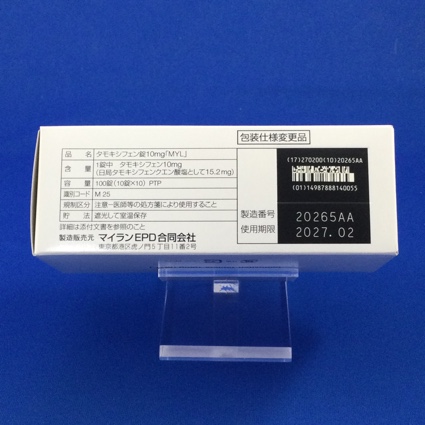 包装仕様変更品
品 名 タモキシフェン錠10mg「MYL」
含 量 1錠中 タモキシフェン10mg
(日局タモキシフェンクエン酸塩として15.2mg)
容 量 100錠(10錠×10) PTP
識別コード M 25
規制区分 注意-医師等の処方箋により使用すること
貯 法 遮光して室温保存
詳細は添付文書を参照のこと
製造販売元 マイランEPD合同会社
東京都港区虎ノ門5丁目11番2号
(17)270200(10)20265AA
(01)14987888140055
製造番号 20265AA
使用期限 2027.02